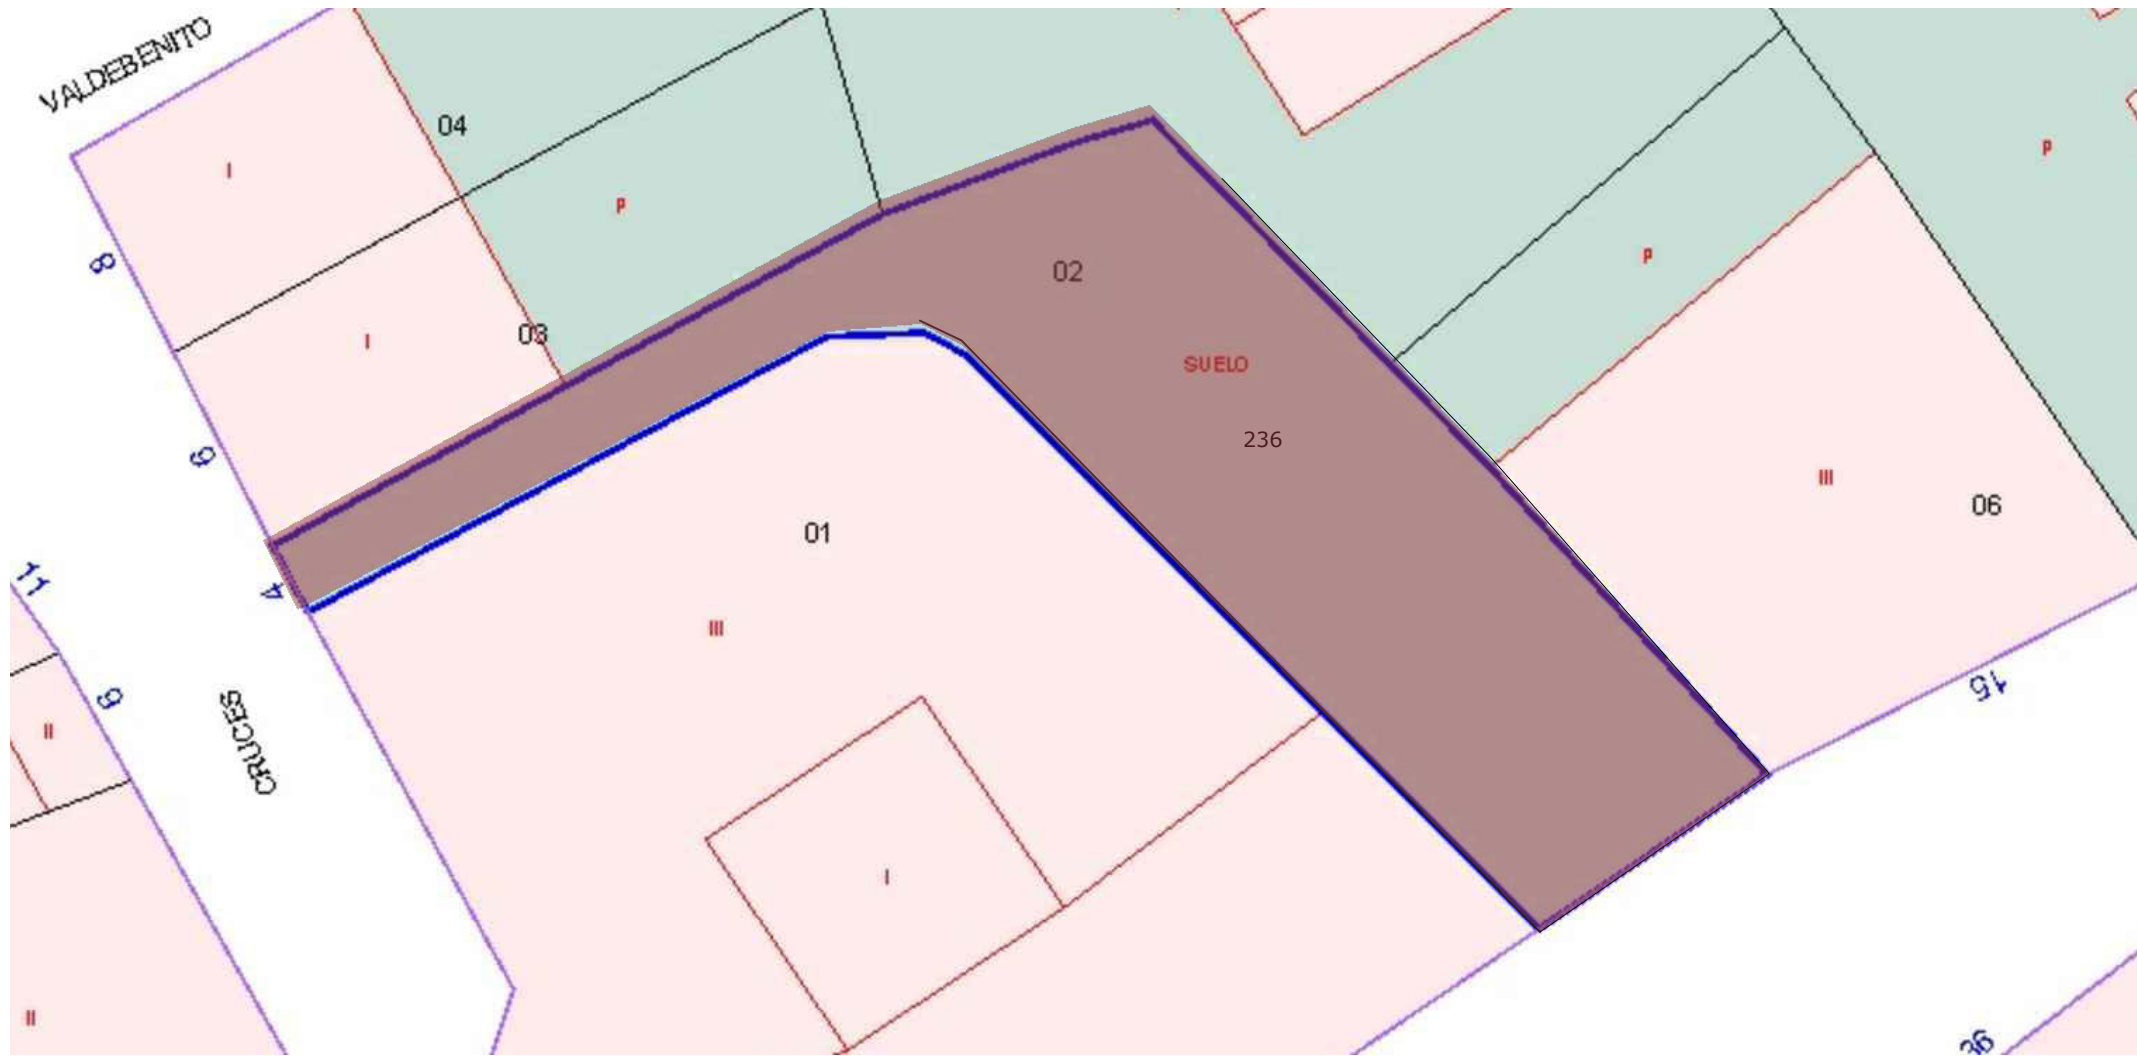 VALDEBENITO
04
I
P
P
8
P
02
I
03
SUELO
236
6
III
06
01
11
4
III
15
9
CRUCES
II
I
II
36